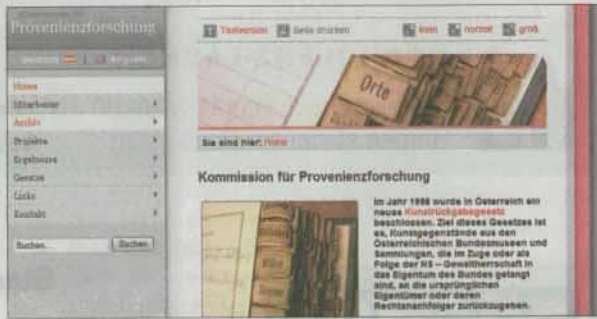 Provenienzforschung
Textversion Seite drucken klein normal groß
Home
Mitarbeiter
Archiv
Projekte
Ergebnisse
Gesetze
Links
Kontakt
Suchen... Suchen
Orte
Sie sind hier: Home
Kommission für Provenienzforschung
Im Jahr 1998 wurde in Österreich ein
neues Kunstrückgabegesetz
beschlossen. Ziel dieses Gesetzes ist
es, Kunstgegenstände aus den
Österreichischen Bundesmuseen und
Sammlungen, die im Zuge oder als
Folge der NS – Gewaltherrschaft in
das Eigentum des Bundes gelangt
sind, an die ursprünglichen
Eigentümer oder deren
Rechtsnachfolger zurückzugeben.